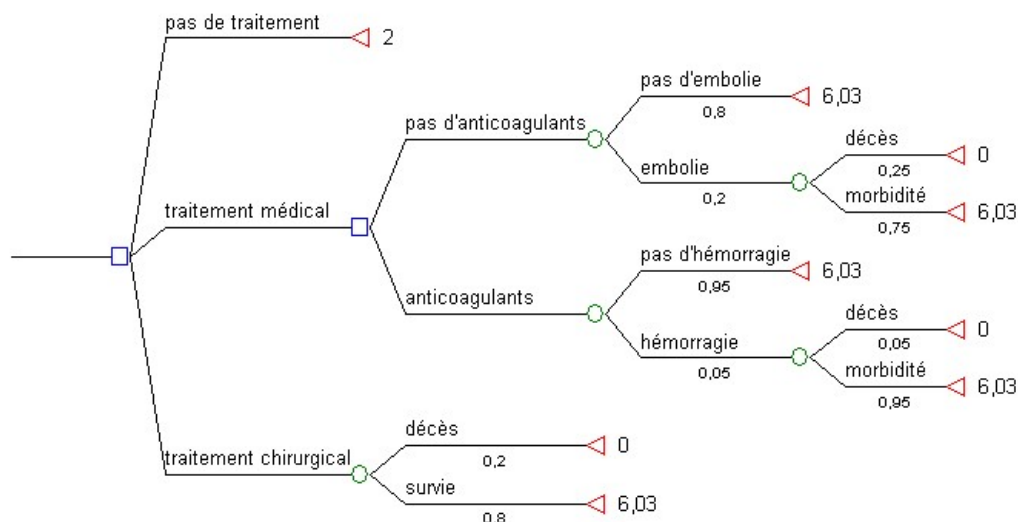 pas de traitement
2
pas d'embolie
6,03
0,8
pas d'anticoagulants
décès
0
0,25
embolie
0,2
morbidité
6,03
0,75
traitement médical
pas d'hémorragie
6,03
0,95
anticoagulants
décès
0
0,05
hémorragie
0,05
morbidité
6,03
0,95
décès
0
0,2
traitement chirurgical
survie
6,03
0,8